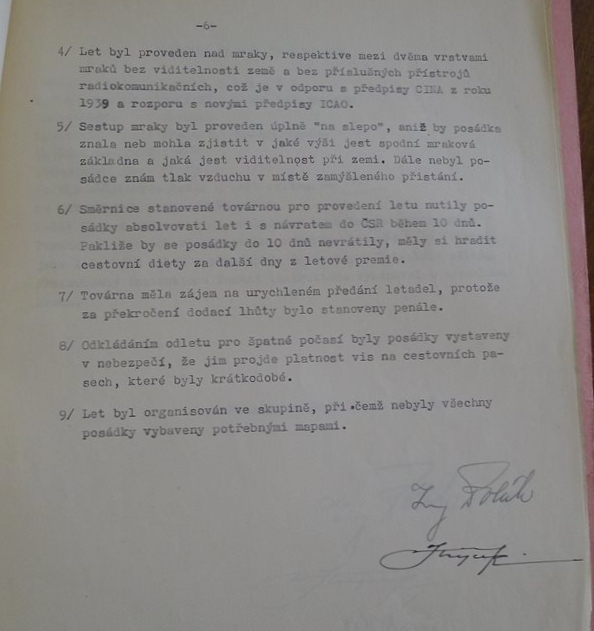 -6-
4/ Let byl proveden nad mraky, respektive mezi dvěma vrstvami
mraků bez viditelnosti země a bez příslučných přístrojů
radiokomunikačních, což je v odporu s předpisy CINA z roku
1939 a rozporu s novými předpisy ICAO.
5/ Sestup mraky byl proveden úplně "na slepo", aniž by posádka
znala neb mohla zjistit v jaké výši jest spodní mraková
základna a jaká jest viditelnost při zemi. Dále nebyl po-
sádce znám tlak vzduchu v místě zamýšleného přistání.
6/ Směrnice stanovené továrnou pro provedení letu nutily po-
sádky absolvovati let i s návratem do ČSR během 10 dnů.
Pakliže by se posádky do 10 dnů nevrátily, měly si hradit
cestovní diety za další dny z letové premie.
7/ Továrna měla zájem na urychleném předání letadel, protože
za překročení dodací lhůty bylo stanoveny penále.
8/ Odkládáním odletu pro špatné počasí byly posádky vystaveny
v nebezpečí, že jim projde platnost vis na cestovních pa-
sech, které byly krátkodobé.
9/ Let byl organisován ve skupině, při čemž nebyly všechny
posádky vybaveny potřebnými mapami.
Ing